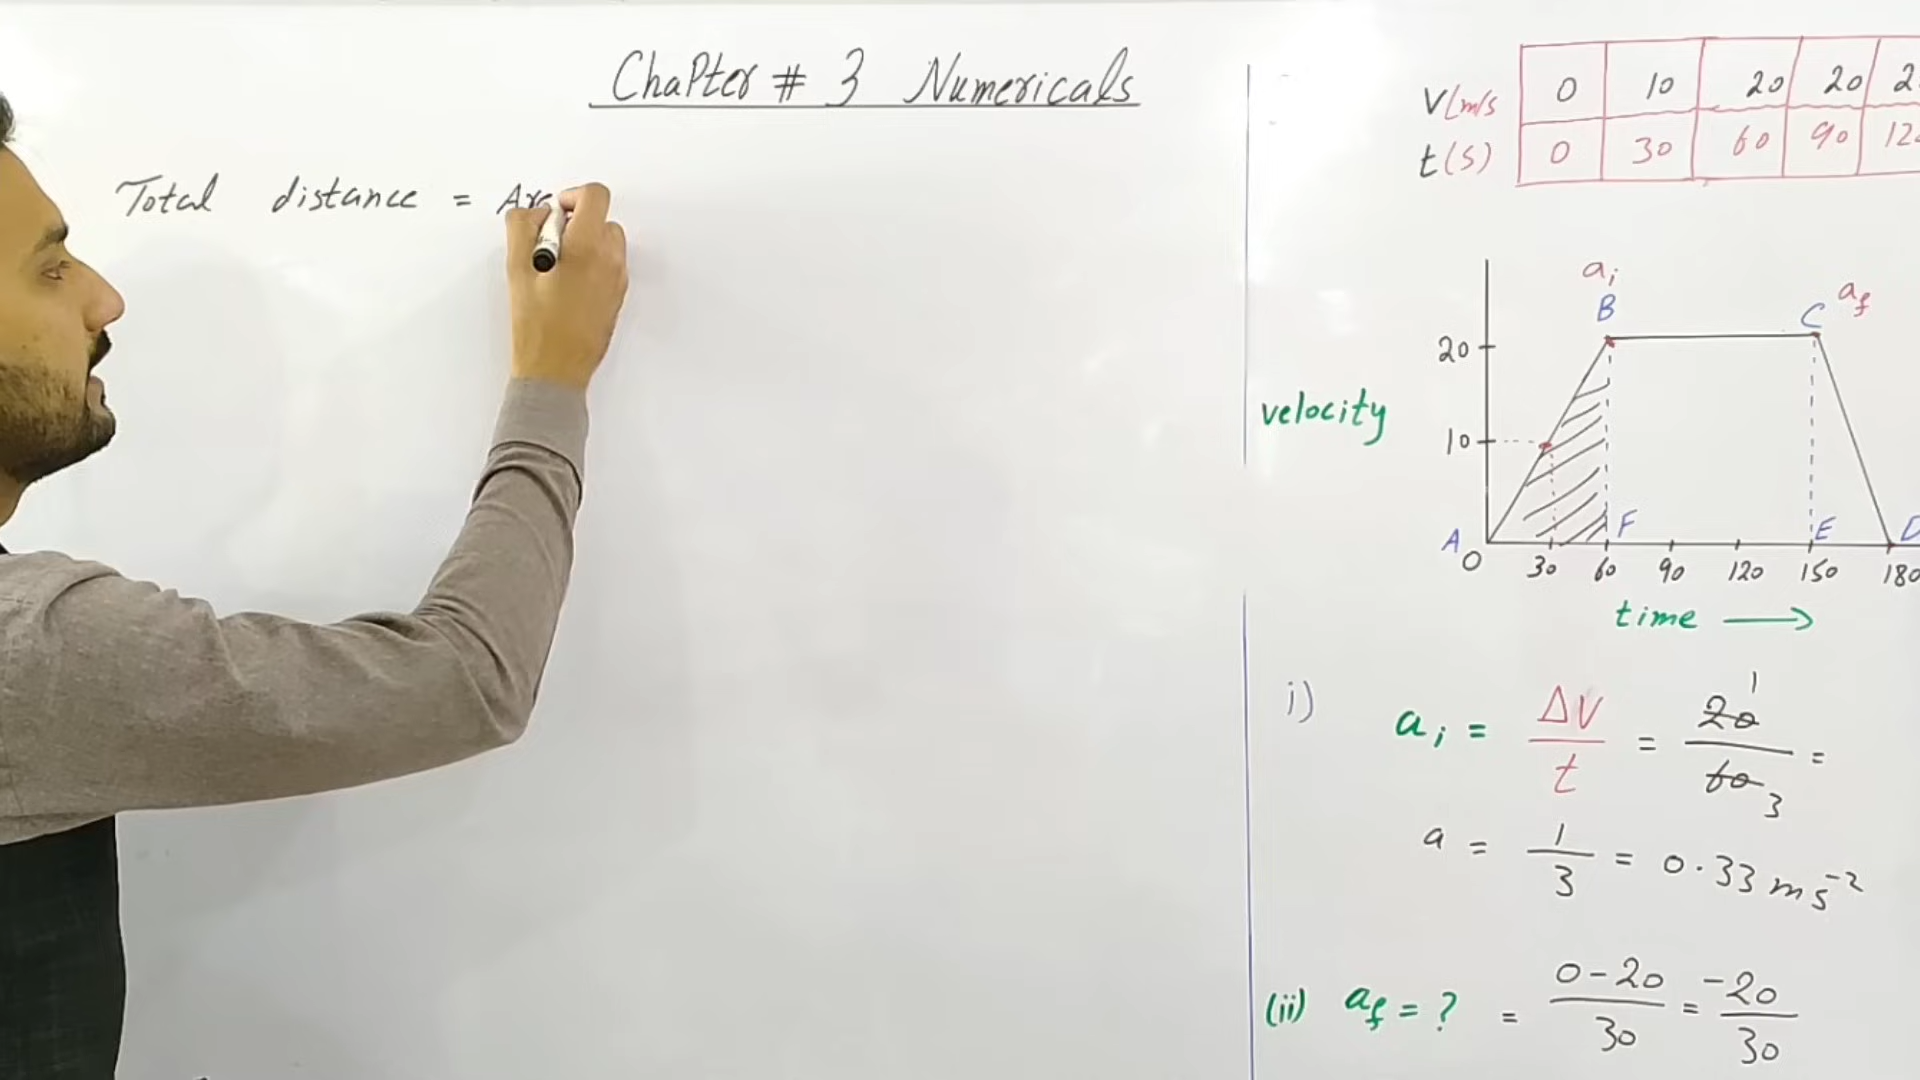 ChaPter # 3 Numericals
Total distance = Are
V(m/s 0 10 20 20 2
t(s) 0 30 60 90 120
ai
B
C af
20
velocity
10
A F E D
0 30 60 90 120 150 180
time →
i) ai = ΔV/t = 20/60 1 3 =
a = 1/3 = 0.33 ms⁻²
(ii) af = ? = 0-20/30 = -20/30